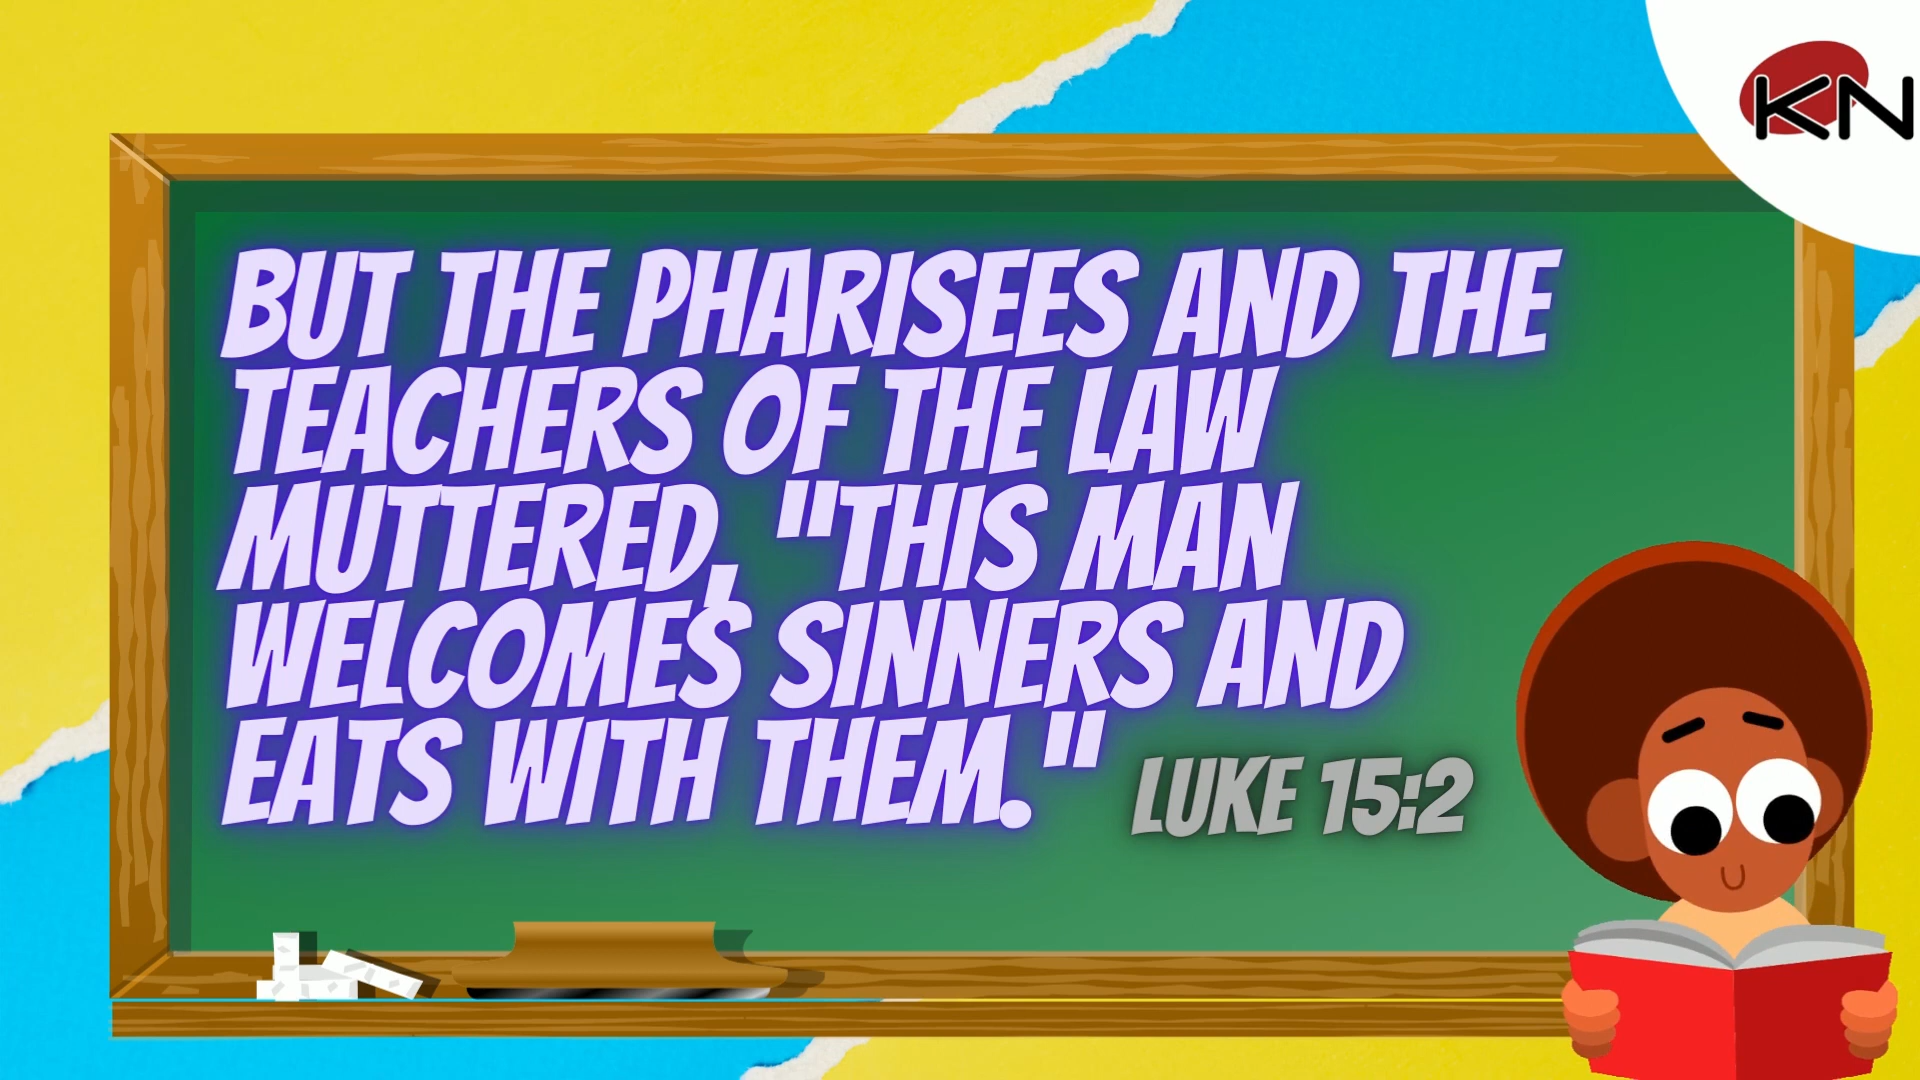 KN
BUT THE PHARISEES AND THE
TEACHERS OF THE LAW
MUTTERED, "THIS MAN
WELCOMES SINNERS AND
EATS WITH THEM."
LUKE 15:2